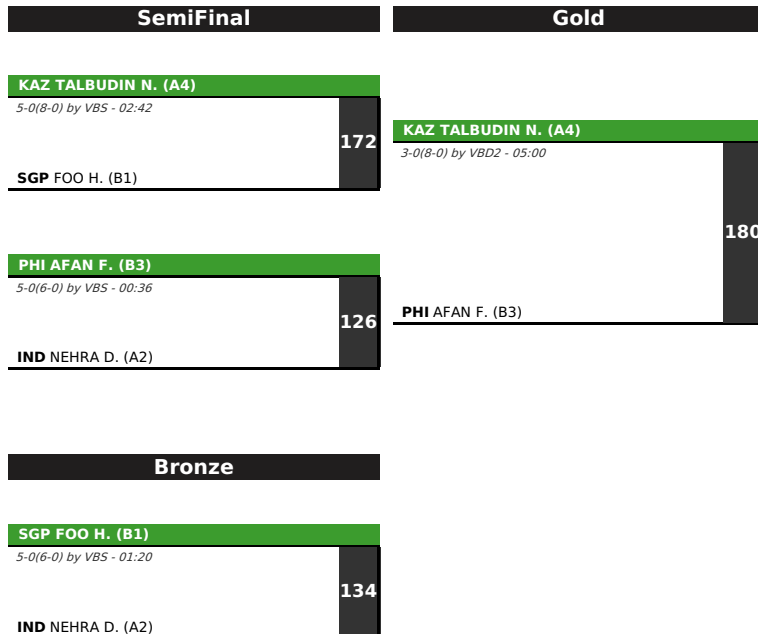 SemiFinal
KAZ TALBUDIN N. (A4)
5-0(8-0) by VBS - 02:42
172
SGP FOO H. (B1)
PHI AFAN F. (B3)
5-0(6-0) by VBS - 00:36
126
IND NEHRA D. (A2)
Gold
KAZ TALBUDIN N. (A4)
3-0(8-0) by VBD2 - 05:00
180
PHI AFAN F. (B3)
Bronze
SGP FOO H. (B1)
5-0(6-0) by VBS - 01:20
134
IND NEHRA D. (A2)